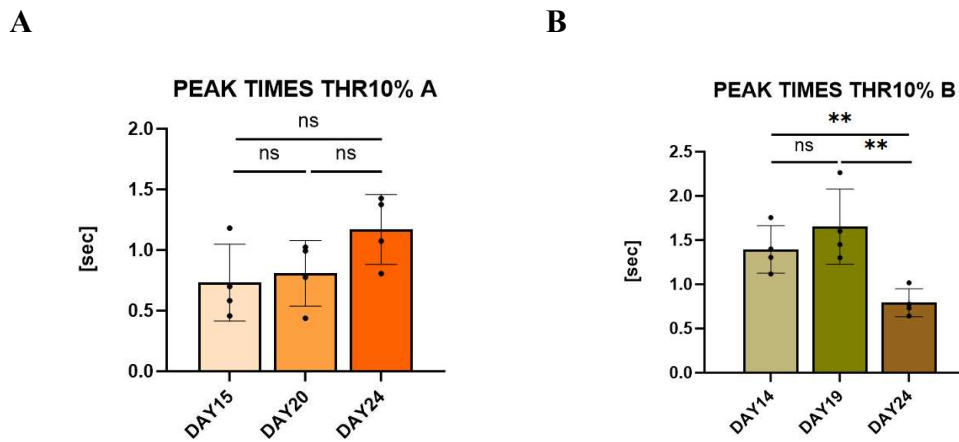 A
PEAK TIMES THR10% A
ns
ns ns
2.0
1.5
1.0
0.5
0.0
[sec]
DAY15
DAY20
DAY24
B
PEAK TIMES THR10% B
**
ns **
2.5
2.0
1.5
1.0
0.5
0.0
[sec]
DAY14
DAY19
DAY24